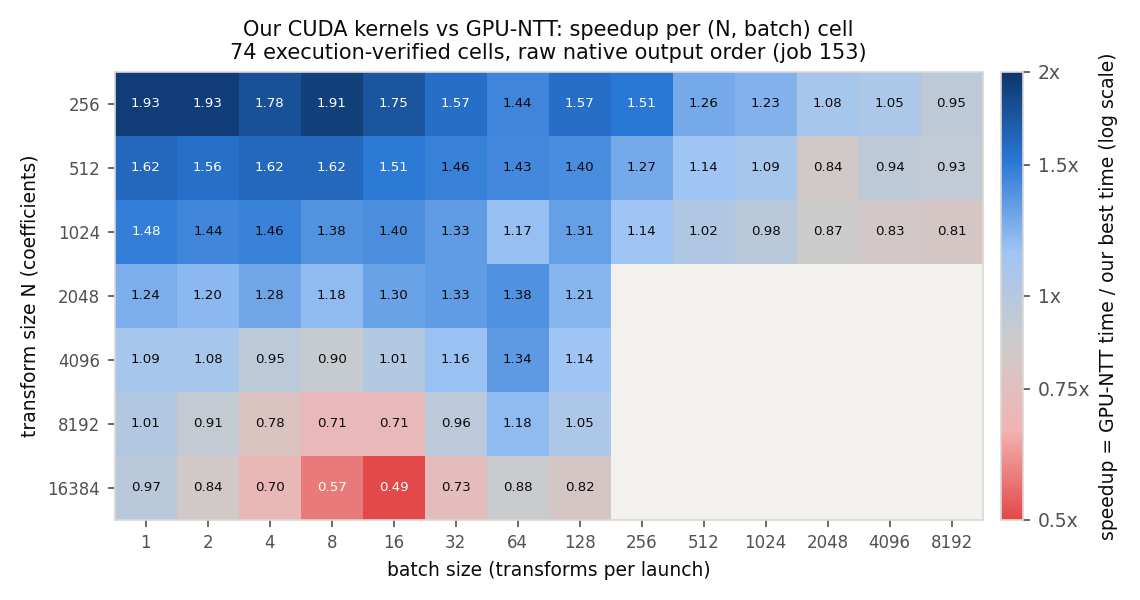 Our CUDA kernels vs GPU-NTT: speedup per (N, batch) cell
74 execution-verified cells, raw native output order (job 153)
transform size N (coefficients)
256 1.93 1.93 1.78 1.91 1.75 1.57 1.44 1.57 1.51 1.26 1.23 1.08 1.05 0.95
512 1.62 1.56 1.62 1.62 1.51 1.46 1.43 1.40 1.27 1.14 1.09 0.84 0.94 0.93
1024 1.48 1.44 1.46 1.38 1.40 1.33 1.17 1.31 1.14 1.02 0.98 0.87 0.83 0.81
2048 1.24 1.20 1.28 1.18 1.30 1.33 1.38 1.21
4096 1.09 1.08 0.95 0.90 1.01 1.16 1.34 1.14
8192 1.01 0.91 0.78 0.71 0.71 0.96 1.18 1.05
16384 0.97 0.84 0.70 0.57 0.49 0.73 0.88 0.82
1 2 4 8 16 32 64 128 256 512 1024 2048 4096 8192
batch size (transforms per launch)
2x
1.5x
1x
0.75x
0.5x
speedup = GPU-NTT time / our best time (log scale)